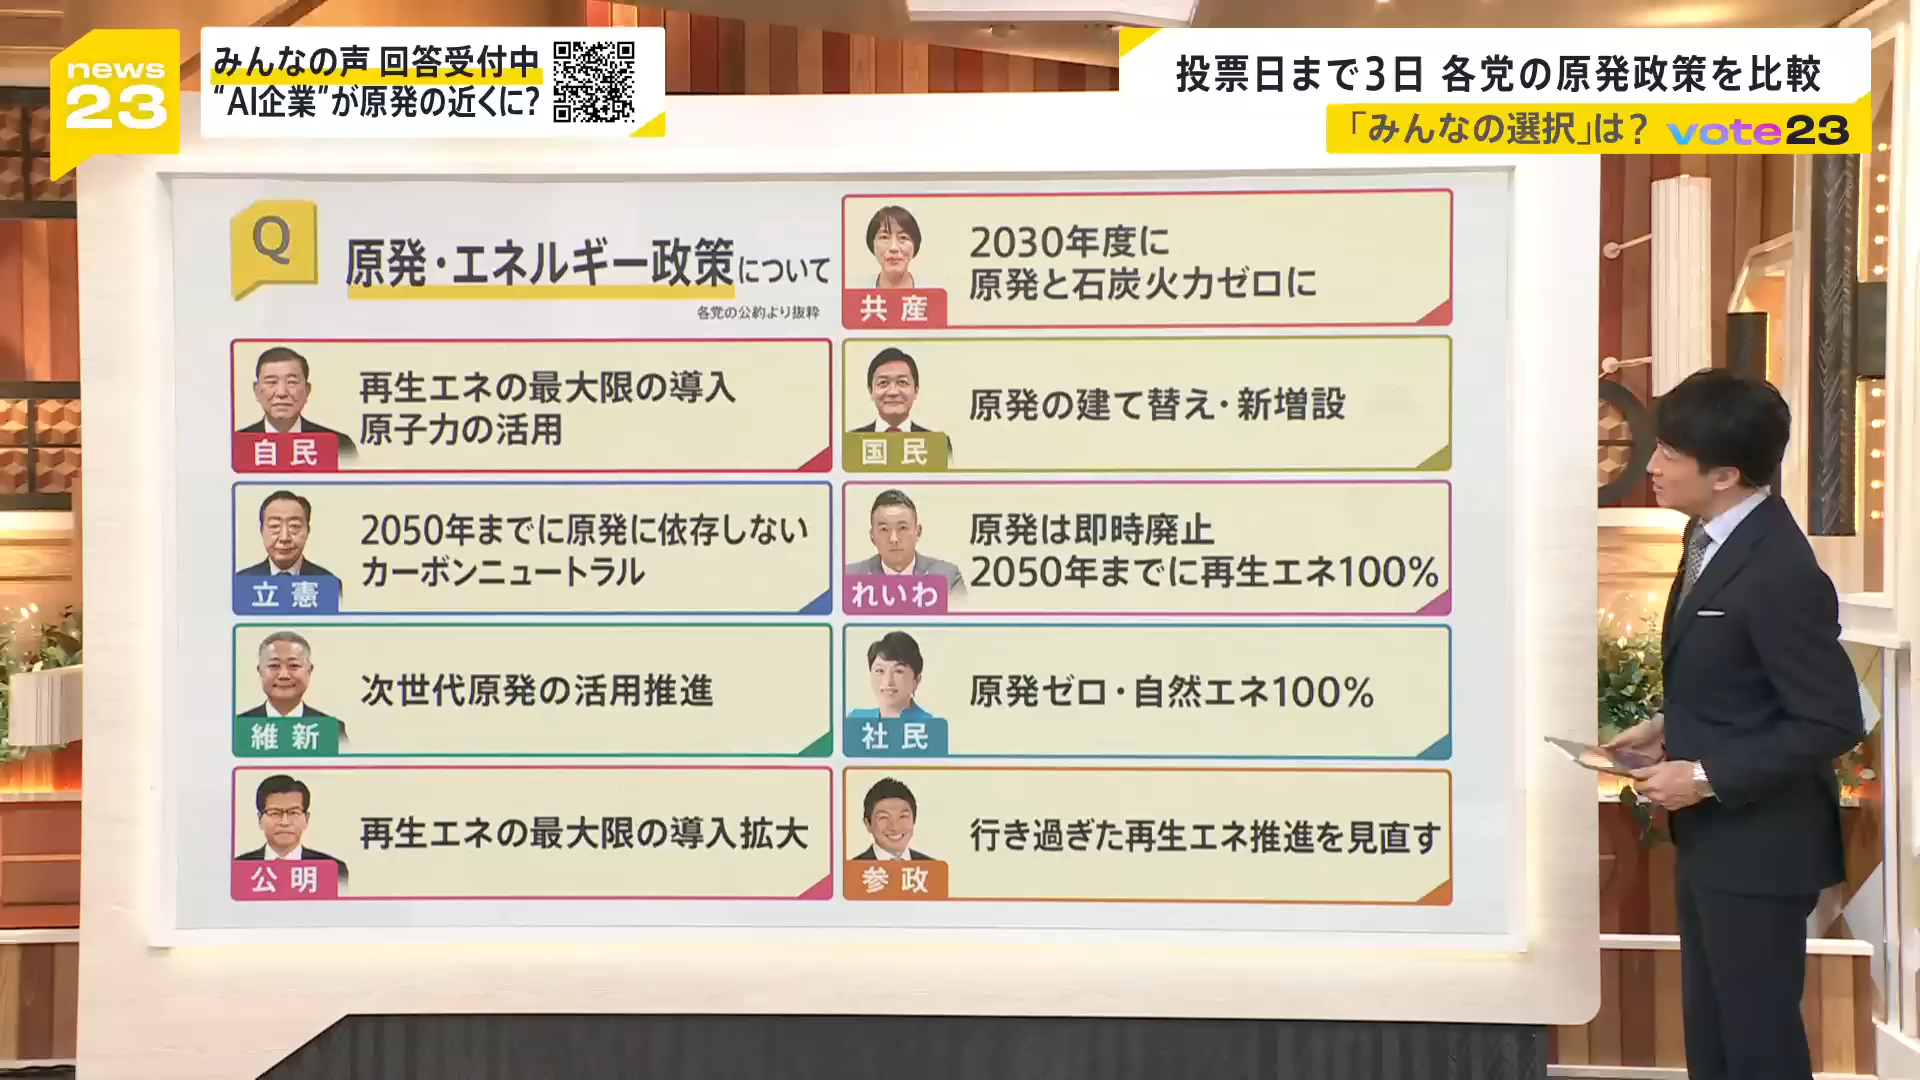 news
23
みんなの声 回答受付中
“AI企業”が原発の近くに?
投票日まで3日 各党の原発政策を比較
「みんなの選択」は? vote23
Q
原発・エネルギー政策について
各党の公約より抜粋
自民
再生エネの最大限の導入
原子力の活用
立憲
2050年までに原発に依存しない
カーボンニュートラル
維新
次世代原発の活用推進
公明
再生エネの最大限の導入拡大
共産
2030年度に
原発と石炭火力ゼロに
国民
原発の建て替え・新増設
れいわ
原発は即時廃止
2050年までに再生エネ100%
社民
原発ゼロ・自然エネ100%
参政
行き過ぎた再生エネ推進を見直す